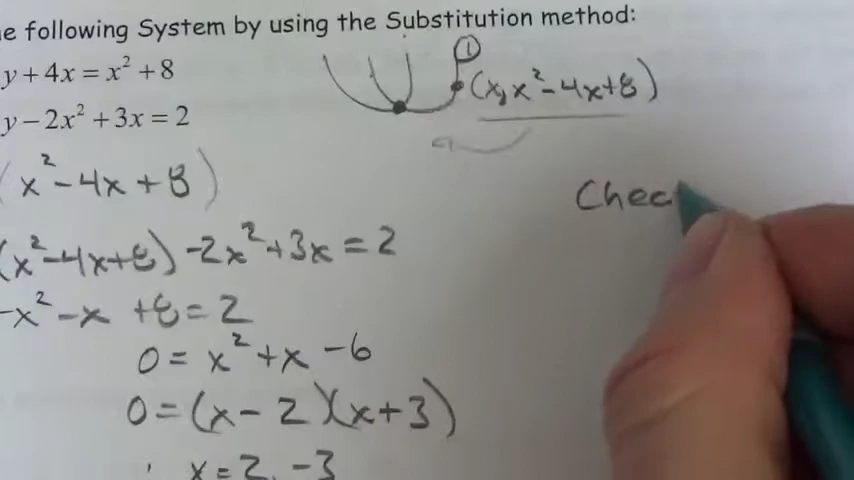 e following System by using the Substitution method:
y + 4x = x² + 8
y − 2x² + 3x = 2
① (x, x² - 4x + 8)
(x² - 4x + 8)
Chec
(x² - 4x + 8) - 2x² + 3x = 2
-x² - x + 8 = 2
0 = x² + x - 6
0 = (x - 2)(x + 3)
x = 2, -3